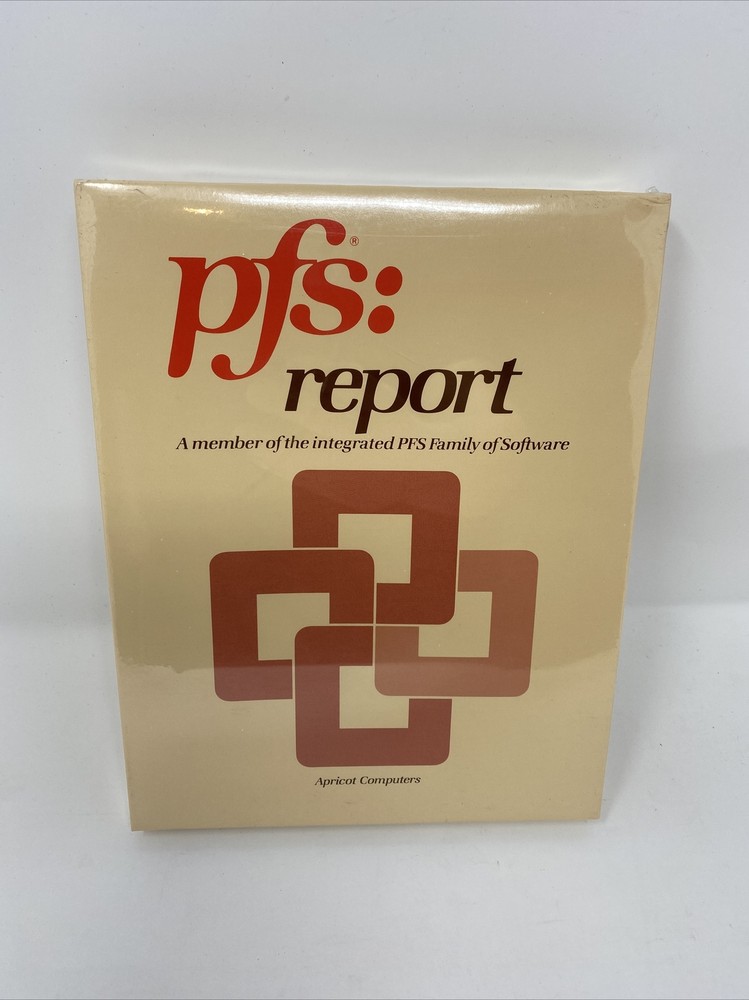 pfs:®
report
A member of the integrated PFS Family of Software
Apricot Computers